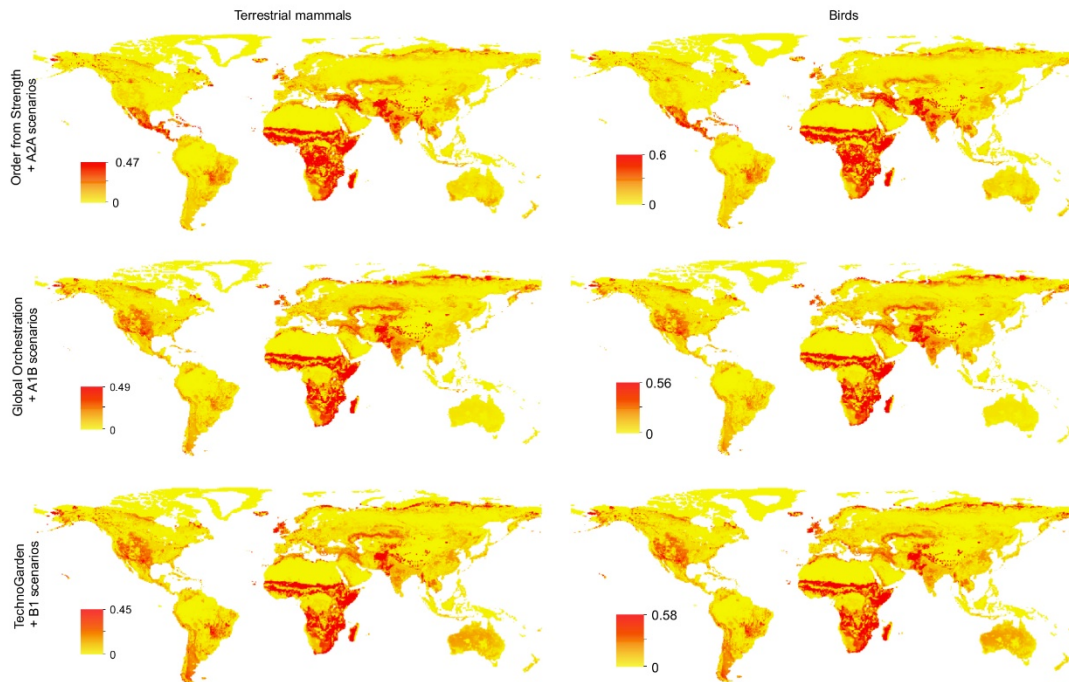 Terrestrial mammals
Birds
Order from Strength
+ A2A scenarios
0.47
0
0.6
0
Global Orchestration
+ A1B scenarios
0.49
0
0.56
0
TechnoGarden
+ B1 scenarios
0.45
0
0.58
0